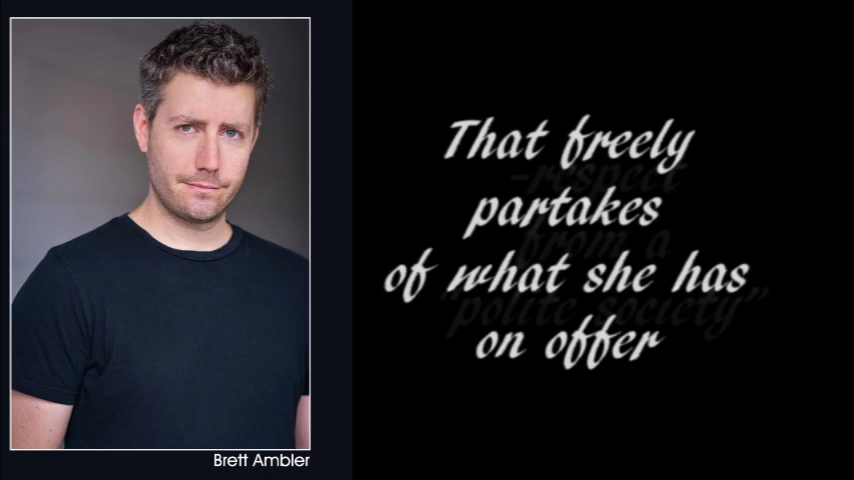 Brett Ambler
That freely
partakes
of what she has
on offer
-respect
from a
"polite society"